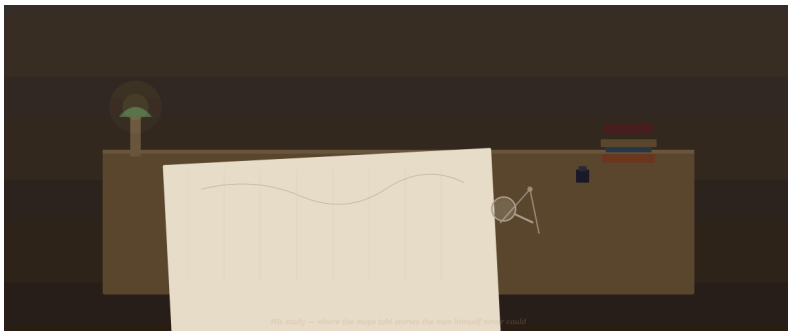 His study — where the maps told stories the man himself never could